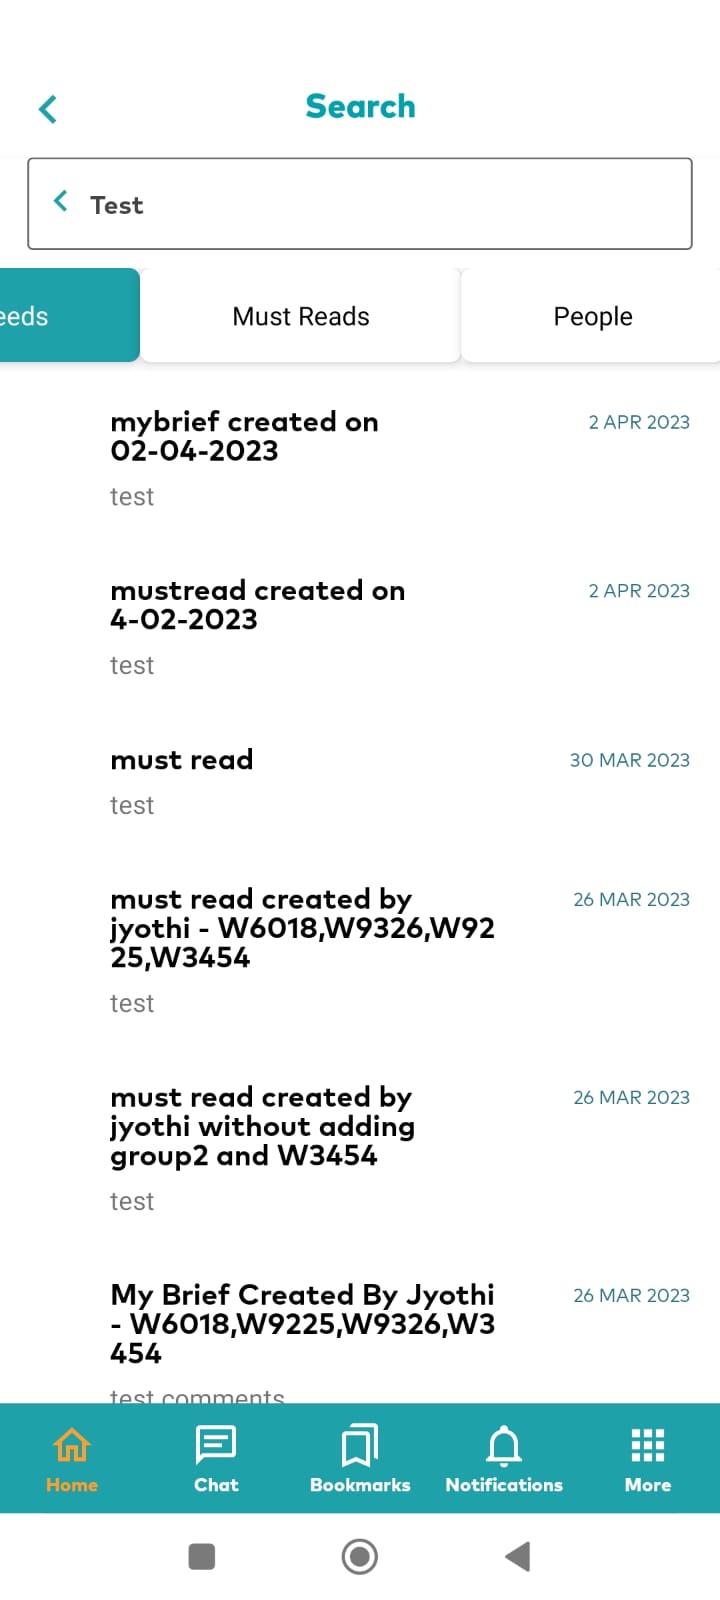 Search
Test
eeds
Must Reads
People
mybrief created on
2 APR 2023
02-04-2023
test
mustread created on
2 APR 2023
4-02-2023
test
must read
30 MAR 2023
test
must read created by
26 MAR 2023
jyothi - W6018,W9326,W92
25,W3454
test
must read created by
26 MAR 2023
jyothi without adding
group2 and W3454
test
My Brief Created By Jyothi
26 MAR 2023
- W6018,W9225,W9326,W3
454
test comments
Home
Chat
Bookmarks
Notifications
More